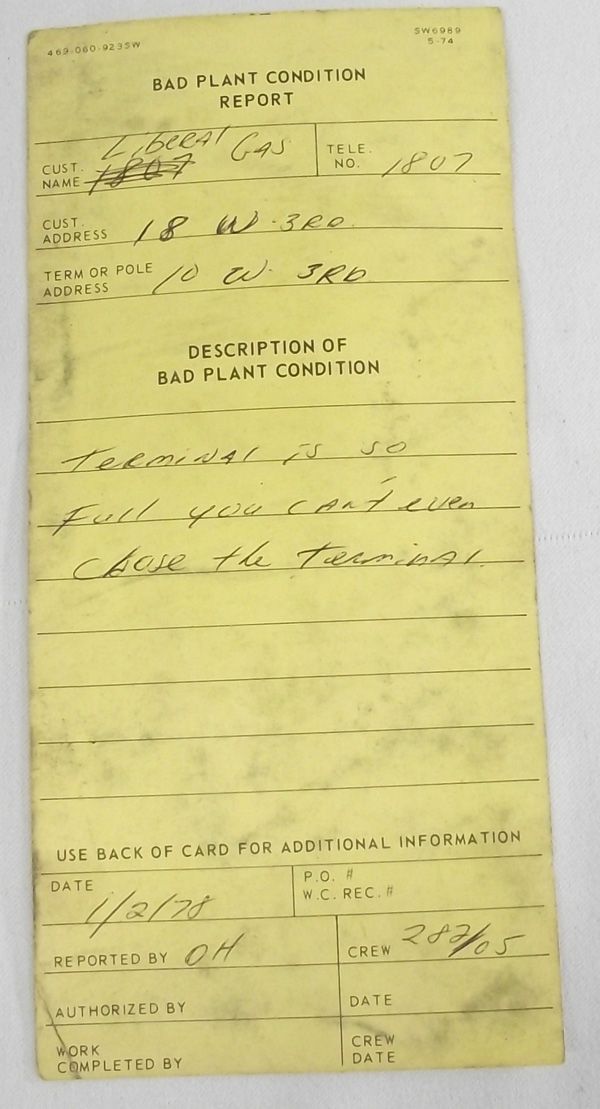 469-060-923SW
SW6989
5-74
BAD PLANT CONDITION
REPORT
CUST. NAME 1807 Liberal Gas
TELE. NO. 1807
CUST. ADDRESS 18 W. 3RD
TERM OR POLE ADDRESS 10 W. 3RD
DESCRIPTION OF
BAD PLANT CONDITION
Terminal is so
Full you can't even
Close the terminal
USE BACK OF CARD FOR ADDITIONAL INFORMATION
DATE 1/2/78
P.O. #
W.C. REC. #
REPORTED BY OH
CREW 282/05
AUTHORIZED BY
DATE
WORK COMPLETED BY
CREW DATE